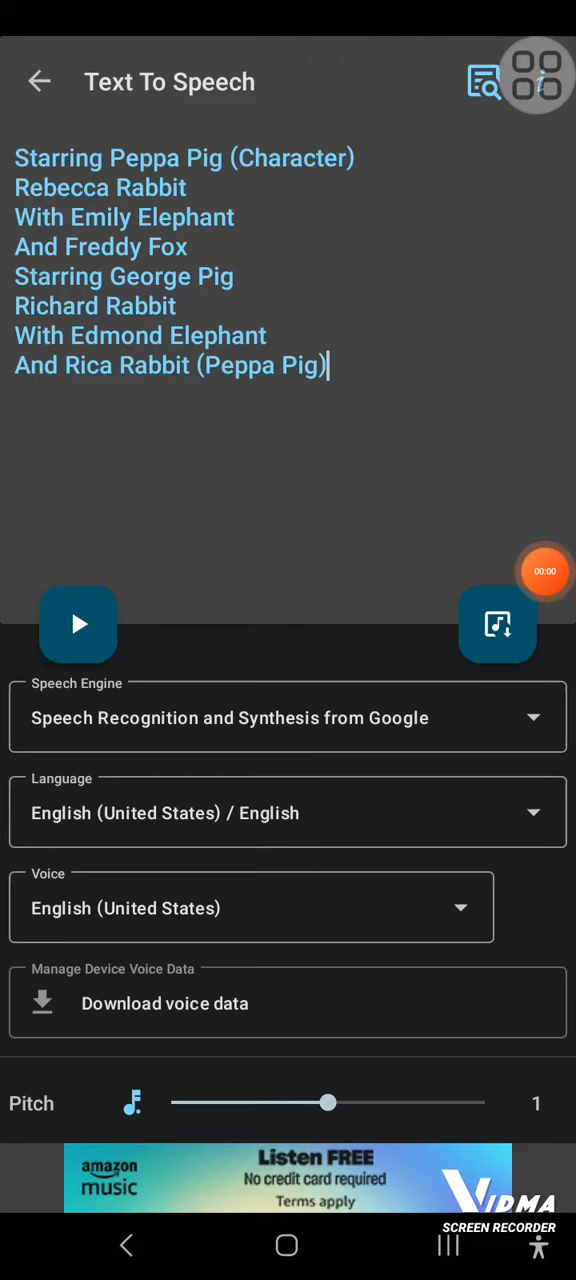 Text To Speech
Starring Peppa Pig (Character)
Rebecca Rabbit
With Emily Elephant
And Freddy Fox
Starring George Pig
Richard Rabbit
With Edmond Elephant
And Rica Rabbit (Peppa Pig)
00:00
Speech Engine
Speech Recognition and Synthesis from Google
Language
English (United States) / English
Voice
English (United States)
Manage Device Voice Data
Download voice data
Pitch
1
amazon music
Listen FREE
No credit card required
Terms apply
VIDMA
SCREEN RECORDER